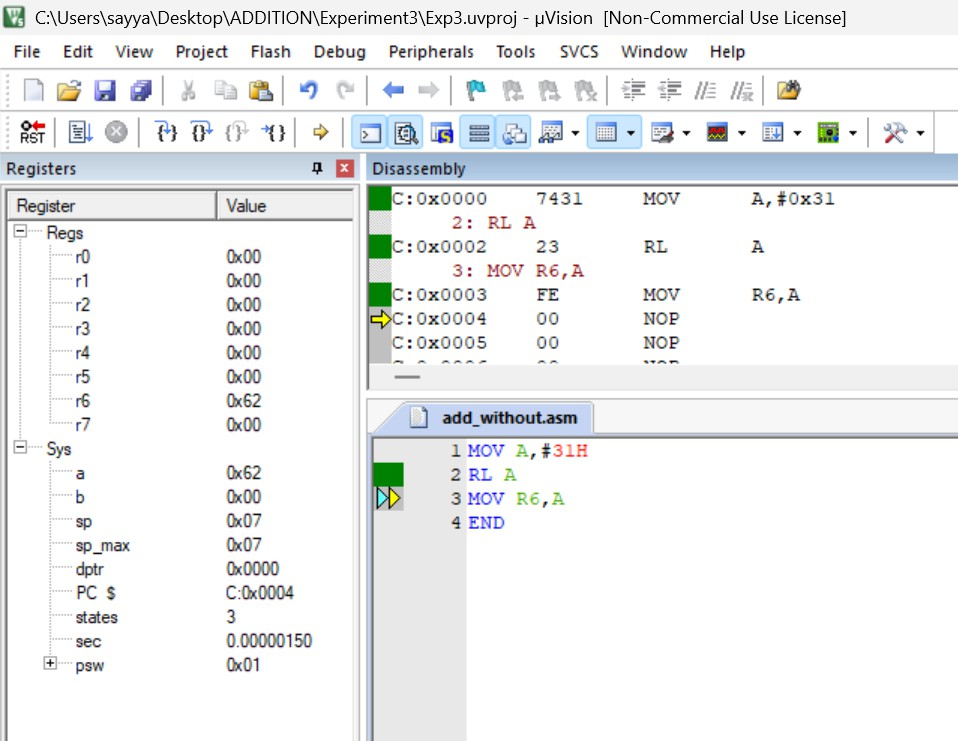 C:\Users\sayya\Desktop\ADDITION\Experiment3\Exp3.uvproj - µVision [Non-Commercial Use License]
File Edit View Project Flash Debug Peripherals Tools SVCS Window Help
RST
Registers
Register Value
Regs
r0 0x00
r1 0x00
r2 0x00
r3 0x00
r4 0x00
r5 0x00
r6 0x62
r7 0x00
Sys
a 0x62
b 0x00
sp 0x07
sp_max 0x07
dptr 0x0000
PC $ C:0x0004
states 3
sec 0.00000150
psw 0x01
Disassembly
C:0x0000 7431 MOV A,#0x31
2: RL A
C:0x0002 23 RL A
3: MOV R6,A
C:0x0003 FE MOV R6,A
C:0x0004 00 NOP
C:0x0005 00 NOP
add_without.asm
1 MOV A,#31H
2 RL A
3 MOV R6,A
4 END